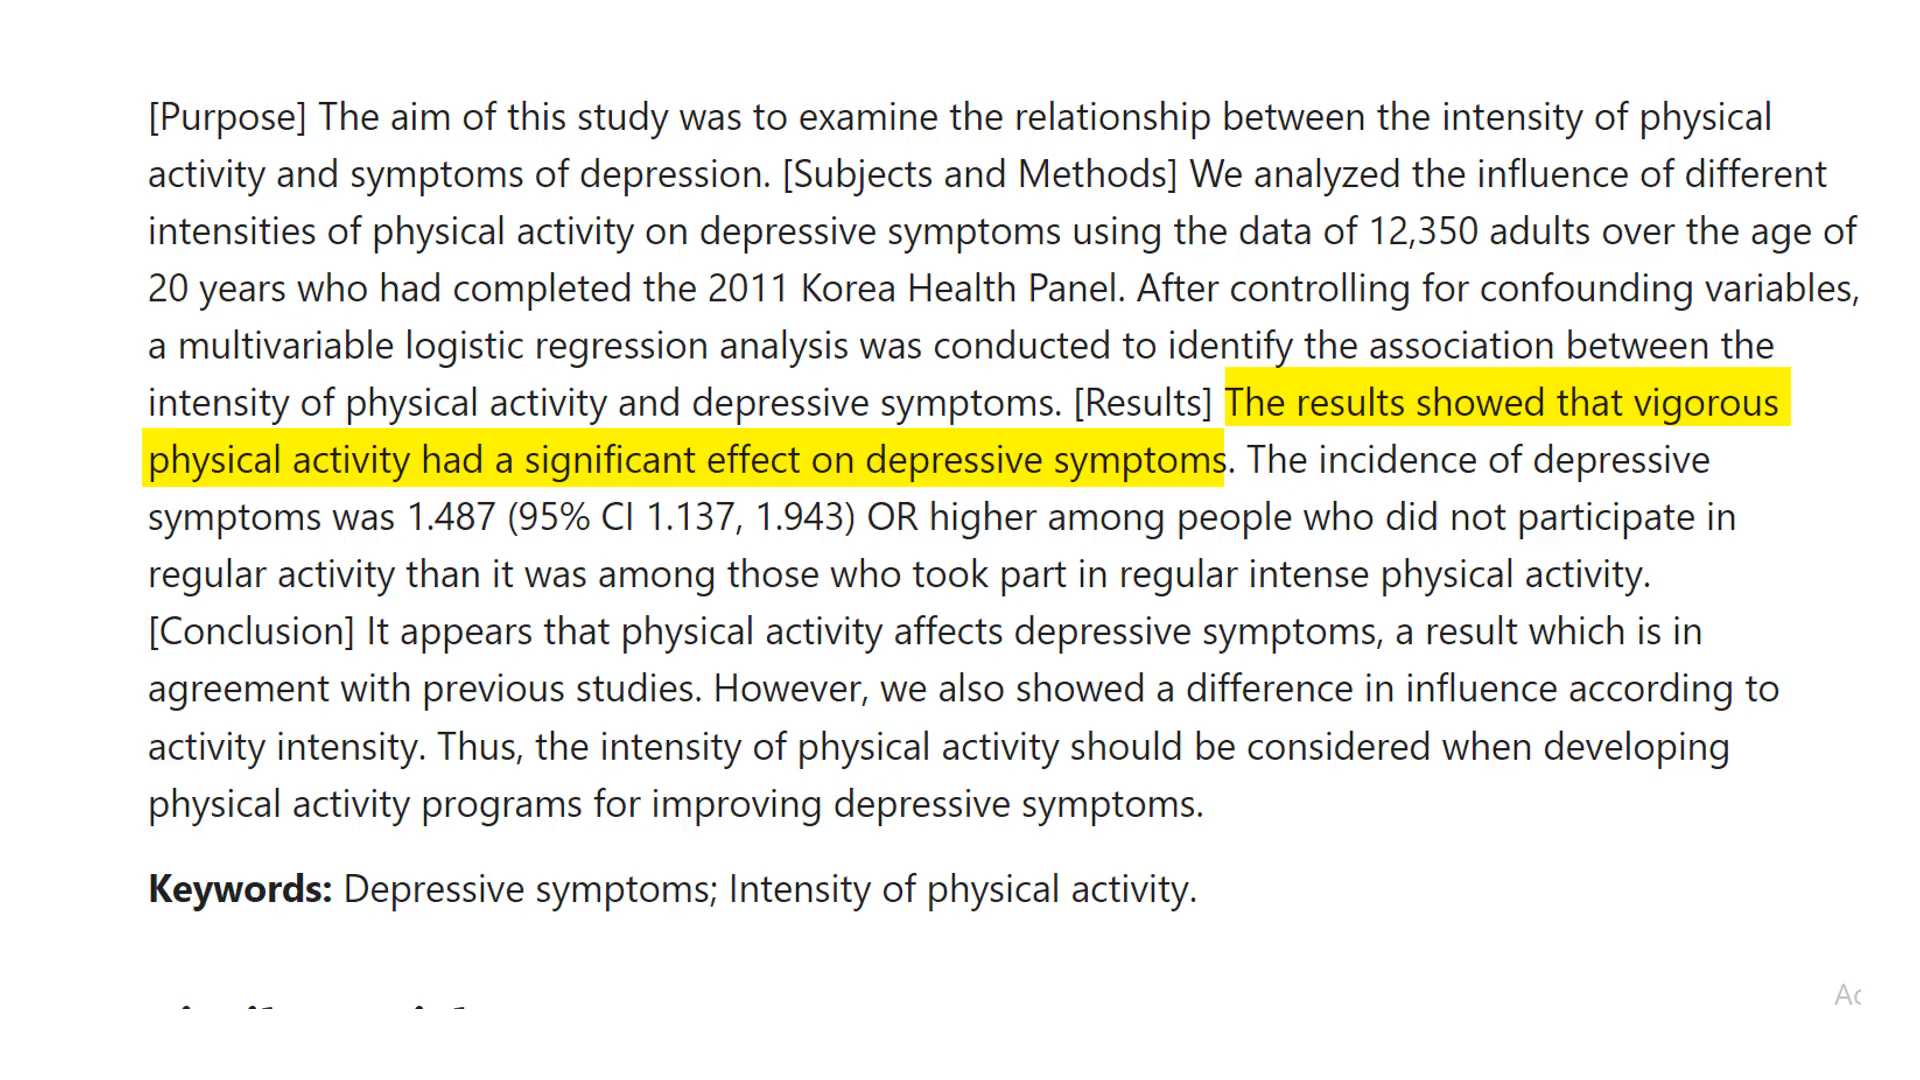 [Purpose] The aim of this study was to examine the relationship between the intensity of physical
activity and symptoms of depression. [Subjects and Methods] We analyzed the influence of different
intensities of physical activity on depressive symptoms using the data of 12,350 adults over the age of
20 years who had completed the 2011 Korea Health Panel. After controlling for confounding variables,
a multivariable logistic regression analysis was conducted to identify the association between the
intensity of physical activity and depressive symptoms. [Results] The results showed that vigorous
physical activity had a significant effect on depressive symptoms. The incidence of depressive
symptoms was 1.487 (95% CI 1.137, 1.943) OR higher among people who did not participate in
regular activity than it was among those who took part in regular intense physical activity.
[Conclusion] It appears that physical activity affects depressive symptoms, a result which is in
agreement with previous studies. However, we also showed a difference in influence according to
activity intensity. Thus, the intensity of physical activity should be considered when developing
physical activity programs for improving depressive symptoms.
Keywords: Depressive symptoms; Intensity of physical activity.